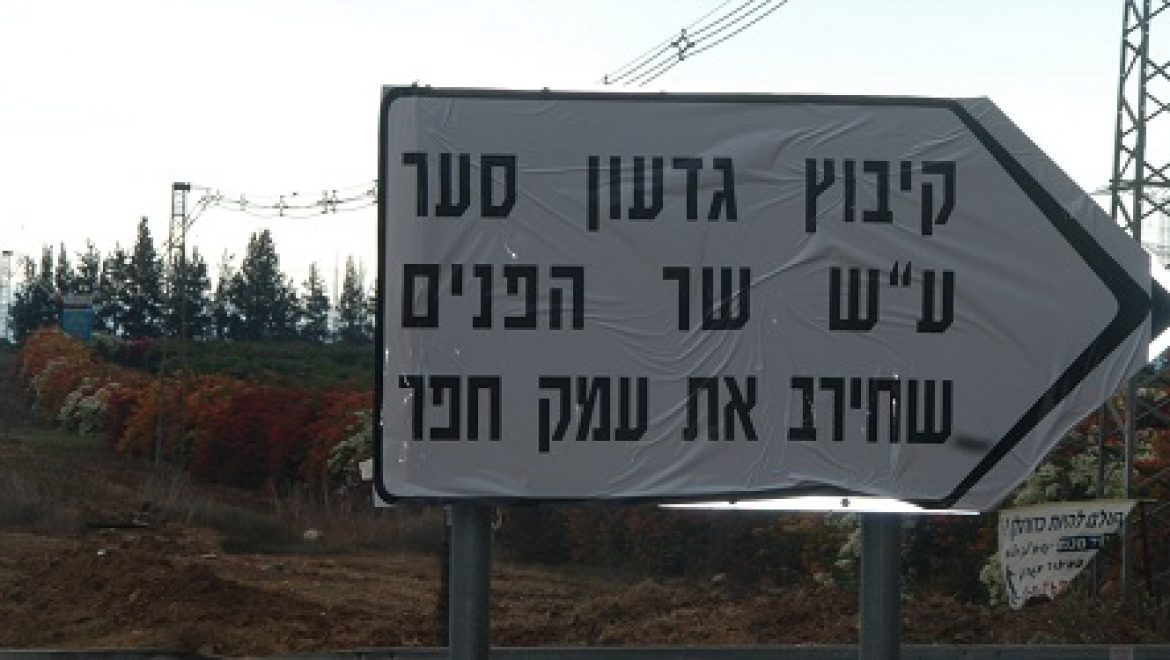 קיבוץ גדעון סער
ע"ש שר הפנים
שחירב את עמק חפר